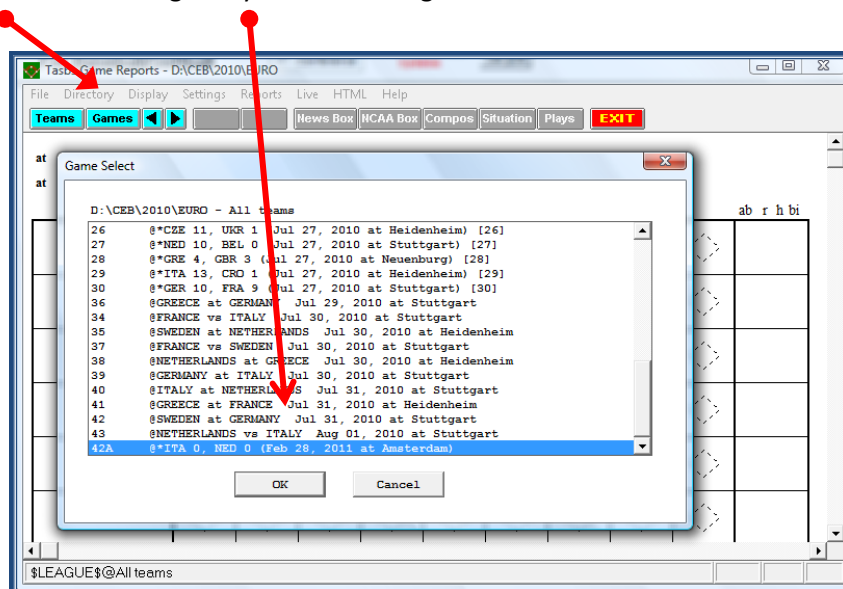 Tasbs Game Reports - D:\CEB\2010\EURO
File Directory Display Settings Reports Live HTML Help
Teams Games News Box NCAA Box Compos Situation Plays EXIT
at
Game Select
at
D:\CEB\2010\EURO - All teams
ab r h bi
26 @*CZE 11, UKR 1 (Jul 27, 2010 at Heidenheim) [26]
27 @*NED 10, BEL 0 (Jul 27, 2010 at Stuttgart) [27]
28 @*GRE 4, GBR 3 (Jul 27, 2010 at Neuenburg) [28]
29 @*ITA 13, CRO 1 (Jul 27, 2010 at Heidenheim) [29]
30 @*GER 10, FRA 9 (Jul 27, 2010 at Stuttgart) [30]
36 @GREECE at GERMANY Jul 29, 2010 at Stuttgart
34 @FRANCE vs ITALY Jul 30, 2010 at Stuttgart
35 @SWEDEN at NETHERLANDS Jul 30, 2010 at Heidenheim
37 @FRANCE vs SWEDEN Jul 30, 2010 at Stuttgart
38 @NETHERLANDS at GREECE Jul 30, 2010 at Heidenheim
39 @GERMANY at ITALY Jul 30, 2010 at Stuttgart
40 @ITALY at NETHERLANDS Jul 31, 2010 at Stuttgart
41 @GREECE at FRANCE Jul 31, 2010 at Heidenheim
42 @SWEDEN at GERMANY Jul 31, 2010 at Stuttgart
43 @NETHERLANDS vs ITALY Aug 01, 2010 at Stuttgart
42A @*ITA 0, NED 0 (Feb 28, 2011 at Amsterdam)
OK Cancel
$LEAGUE$@All teams